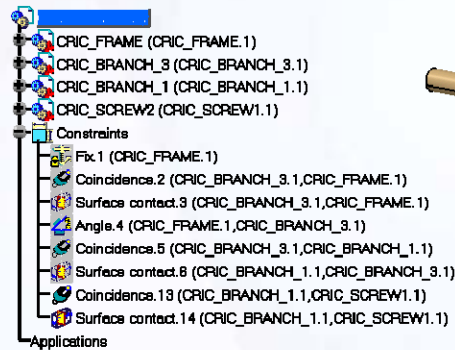 CRIC_FRAME (CRIC_FRAME.1)
CRIC_BRANCH_3 (CRIC_BRANCH_3.1)
CRIC_BRANCH_1 (CRIC_BRANCH_1.1)
CRIC_SCREW2 (CRIC_SCREW1.1)
Constraints
Fix.1 (CRIC_FRAME.1)
Coincidence.2 (CRIC_BRANCH_3.1,CRIC_FRAME.1)
Surface contact.3 (CRIC_BRANCH_3.1,CRIC_FRAME.1)
Angle.4 (CRIC_FRAME.1,CRIC_BRANCH_3.1)
Coincidence.5 (CRIC_BRANCH_3.1,CRIC_BRANCH_1.1)
Surface contact.6 (CRIC_BRANCH_1.1,CRIC_BRANCH_3.1)
Coincidence.13 (CRIC_BRANCH_1.1,CRIC_SCREW1.1)
Surface contact.14 (CRIC_BRANCH_1.1,CRIC_SCREW1.1)
Applications